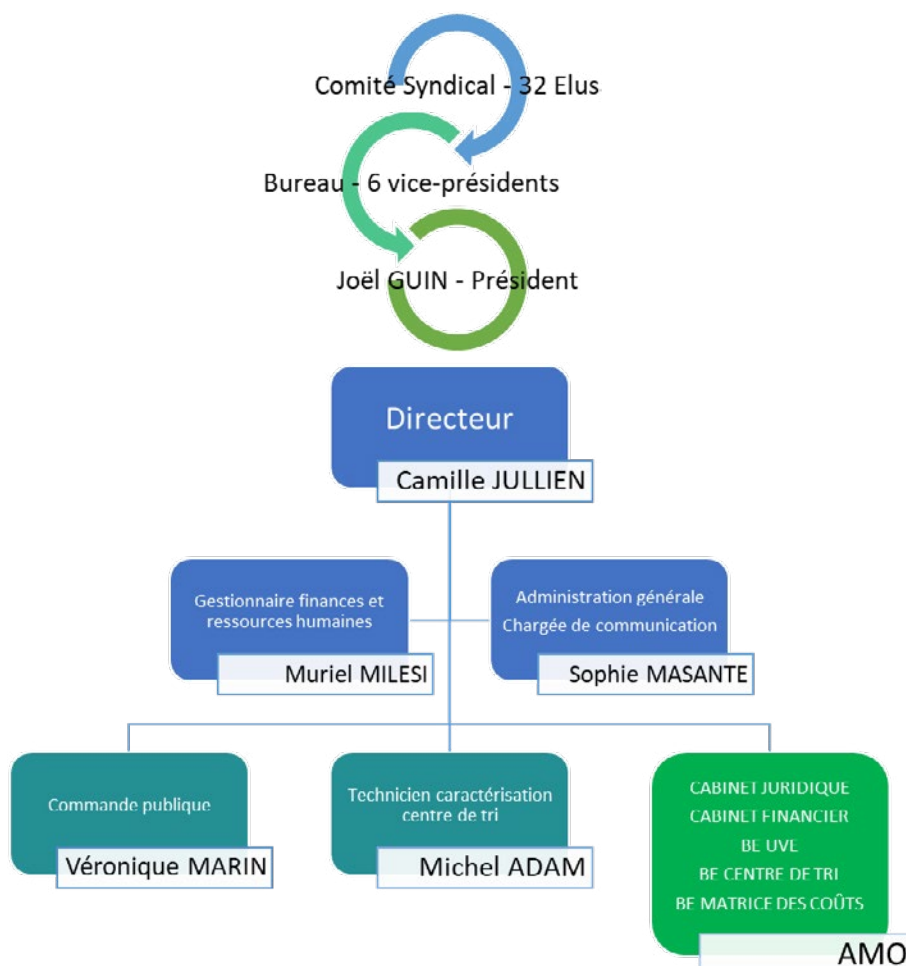 Comité Syndical - 32 Elus
Bureau - 6 vice-présidents
Joël GUIN - Président
Directeur
Camille JULLIEN
Gestionnaire finances et
ressources humaines
Muriel MILESI
Administration générale
Chargée de communication
Sophie MASANTE
Commande publique
Véronique MARIN
Technicien caractérisation
centre de tri
Michel ADAM
CABINET JURIDIQUE
CABINET FINANCIER
BE UVE
BE CENTRE DE TRI
BE MATRICE DES COÛTS
AMO